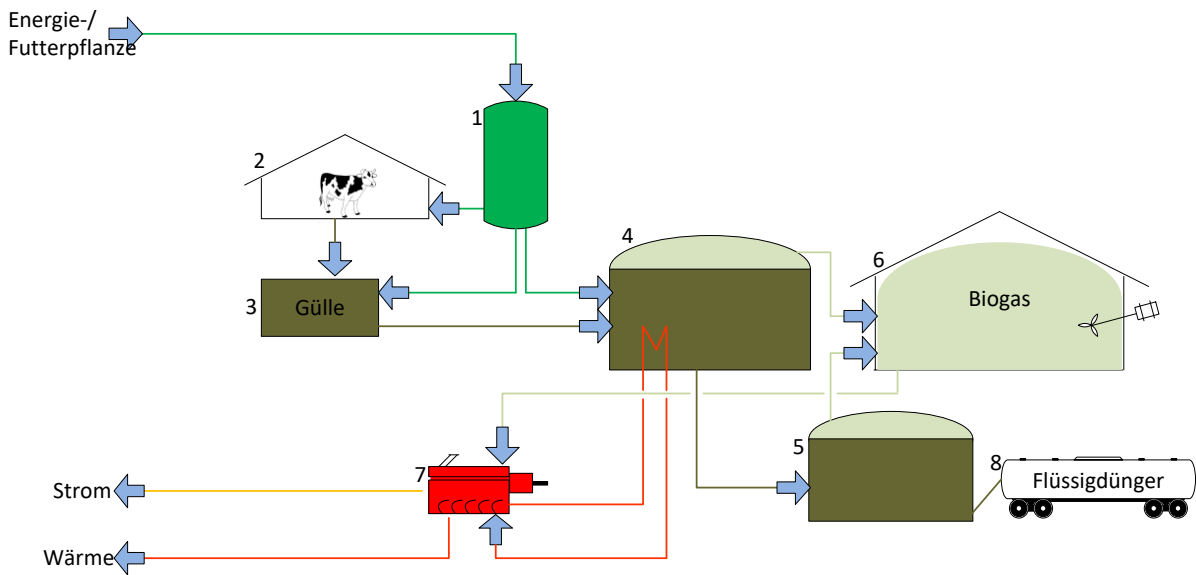 Energie-/
Futterpflanze
1
2
3
Gülle
4
6
Biogas
5
7
8
Flüssigdünger
Strom
Wärme